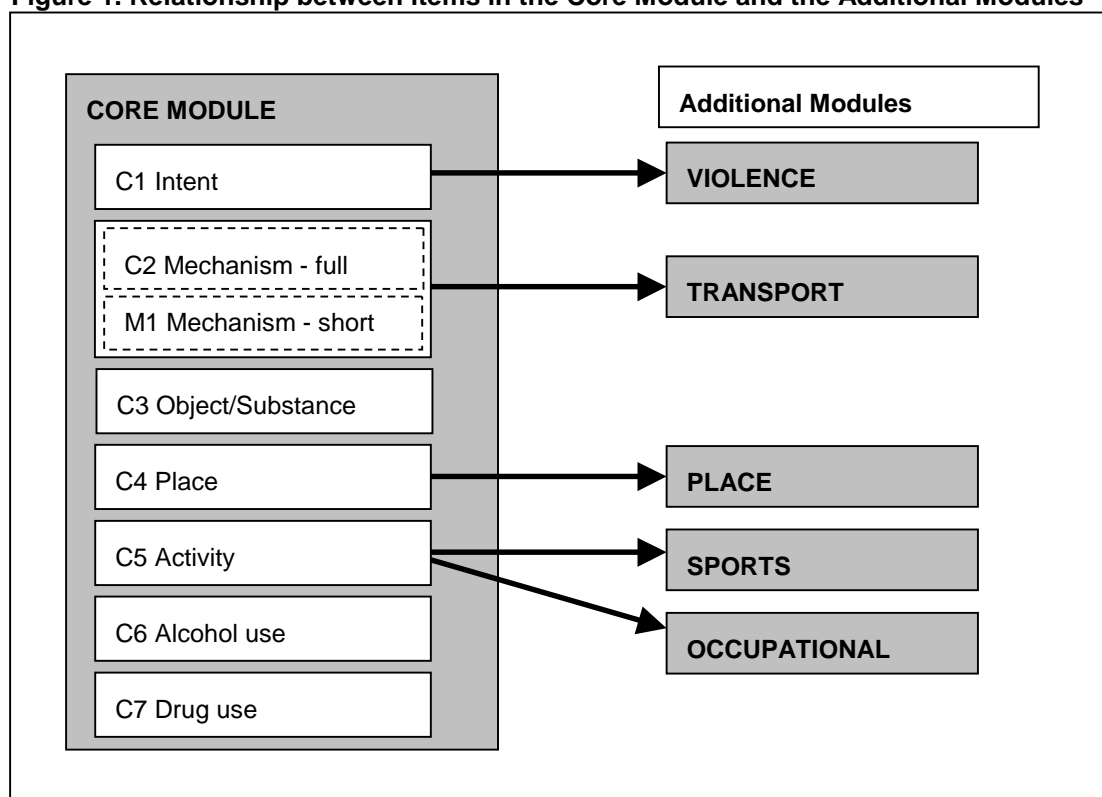 Figure 1. Relationship between items in the Core Module and the Additional Modules
CORE MODULE
C1 Intent
C2 Mechanism - full
M1 Mechanism - short
C3 Object/Substance
C4 Place
C5 Activity
C6 Alcohol use
C7 Drug use
Additional Modules
VIOLENCE
TRANSPORT
PLACE
SPORTS
OCCUPATIONAL